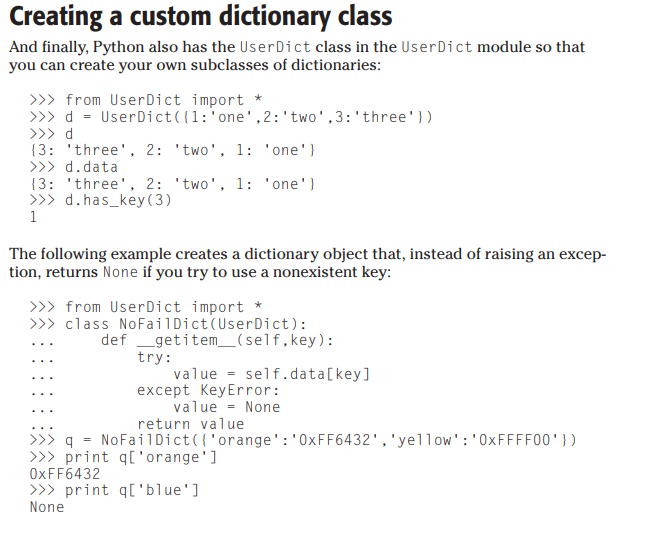 Creating a custom dictionary class
And finally, Python also has the UserDict class in the UserDict module so that
you can create your own subclasses of dictionaries:
>>> from UserDict import *
>>> d = UserDict({1:'one',2:'two',3:'three'})
>>> d
{3: 'three', 2: 'two', 1: 'one'}
>>> d.data
{3: 'three', 2: 'two', 1: 'one'}
>>> d.has_key(3)
1
The following example creates a dictionary object that, instead of raising an excep-
tion, returns None if you try to use a nonexistent key:
>>> from UserDict import *
>>> class NoFailDict(UserDict):
...     def __getitem__(self,key):
...         try:
...             value = self.data[key]
...         except KeyError:
...             value = None
...         return value
>>> q = NoFailDict({'orange':'0xFF6432','yellow':'0xFFFF00'})
>>> print q['orange']
0xFF6432
>>> print q['blue']
None